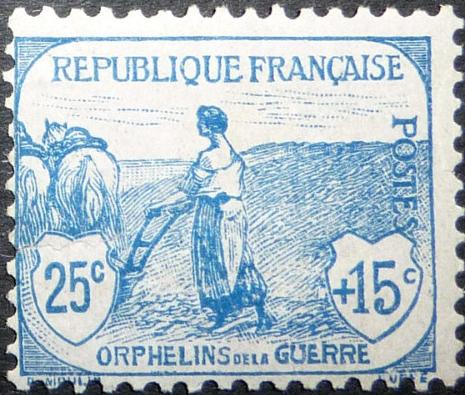 REPUBLIQUE FRANÇAISE
POSTES
25c
+15c
ORPHELINS DE LA GUERRE